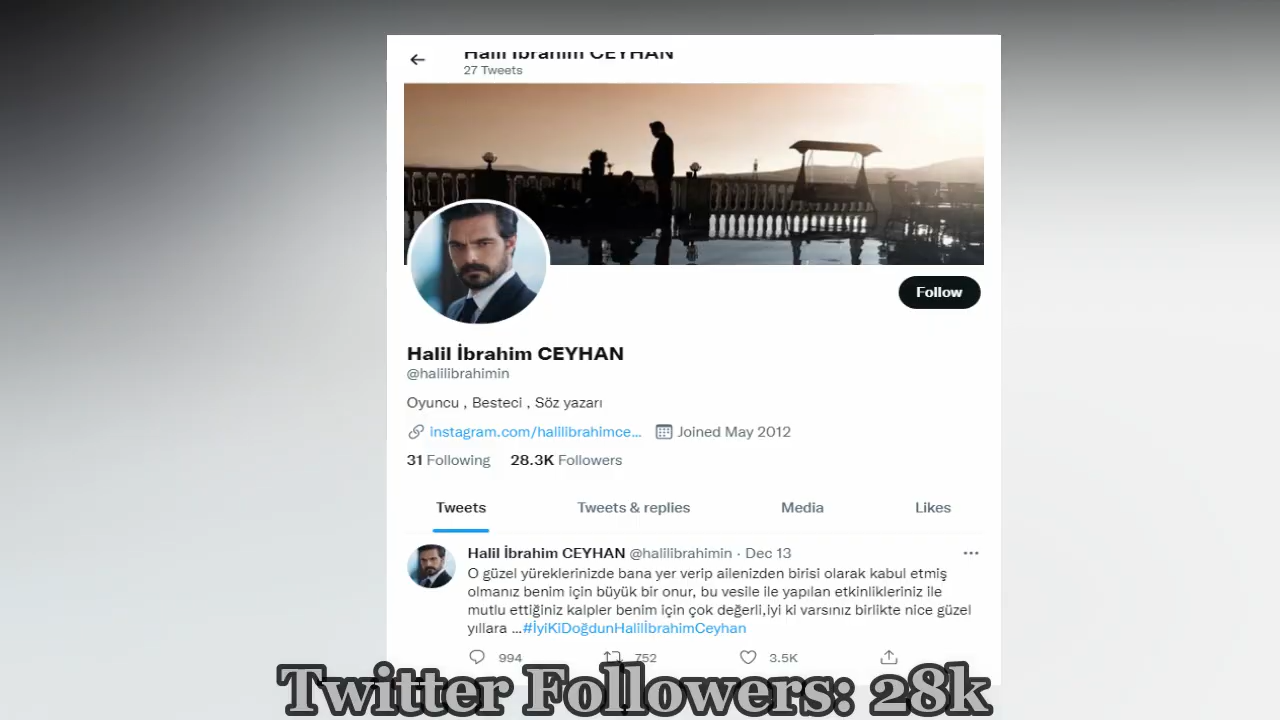 Halil İbrahim CEYHAN
27 Tweets
Follow
Halil İbrahim CEYHAN
@halilibrahimin
Oyuncu , Besteci , Söz yazarı
instagram.com/halilibrahimce... Joined May 2012
31 Following 28.3K Followers
Tweets Tweets & replies Media Likes
Halil İbrahim CEYHAN @halilibrahimin · Dec 13
O güzel yüreklerinizde bana yer verip ailenizden birisi olarak kabul etmiş
olmanız benim için büyük bir onur, bu vesile ile yapılan etkinlikleriniz ile
mutlu ettiğiniz kalpler benim için çok değerli,iyi ki varsınız birlikte nice güzel
yıllara ...#İyiKiDoğdunHalilİbrahimCeyhan
994 752 3.5K
Twitter Followers: 28k